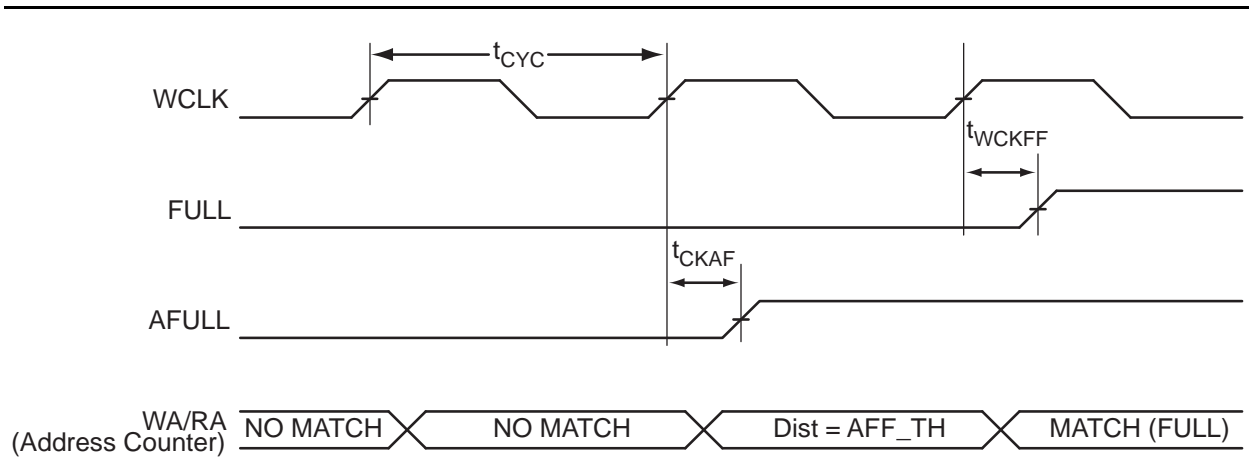 tCYC
WCLK
tWCKFF
FULL
tCKAF
AFULL
WA/RA
(Address Counter)
NO MATCH
NO MATCH
Dist = AFF_TH
MATCH (FULL)